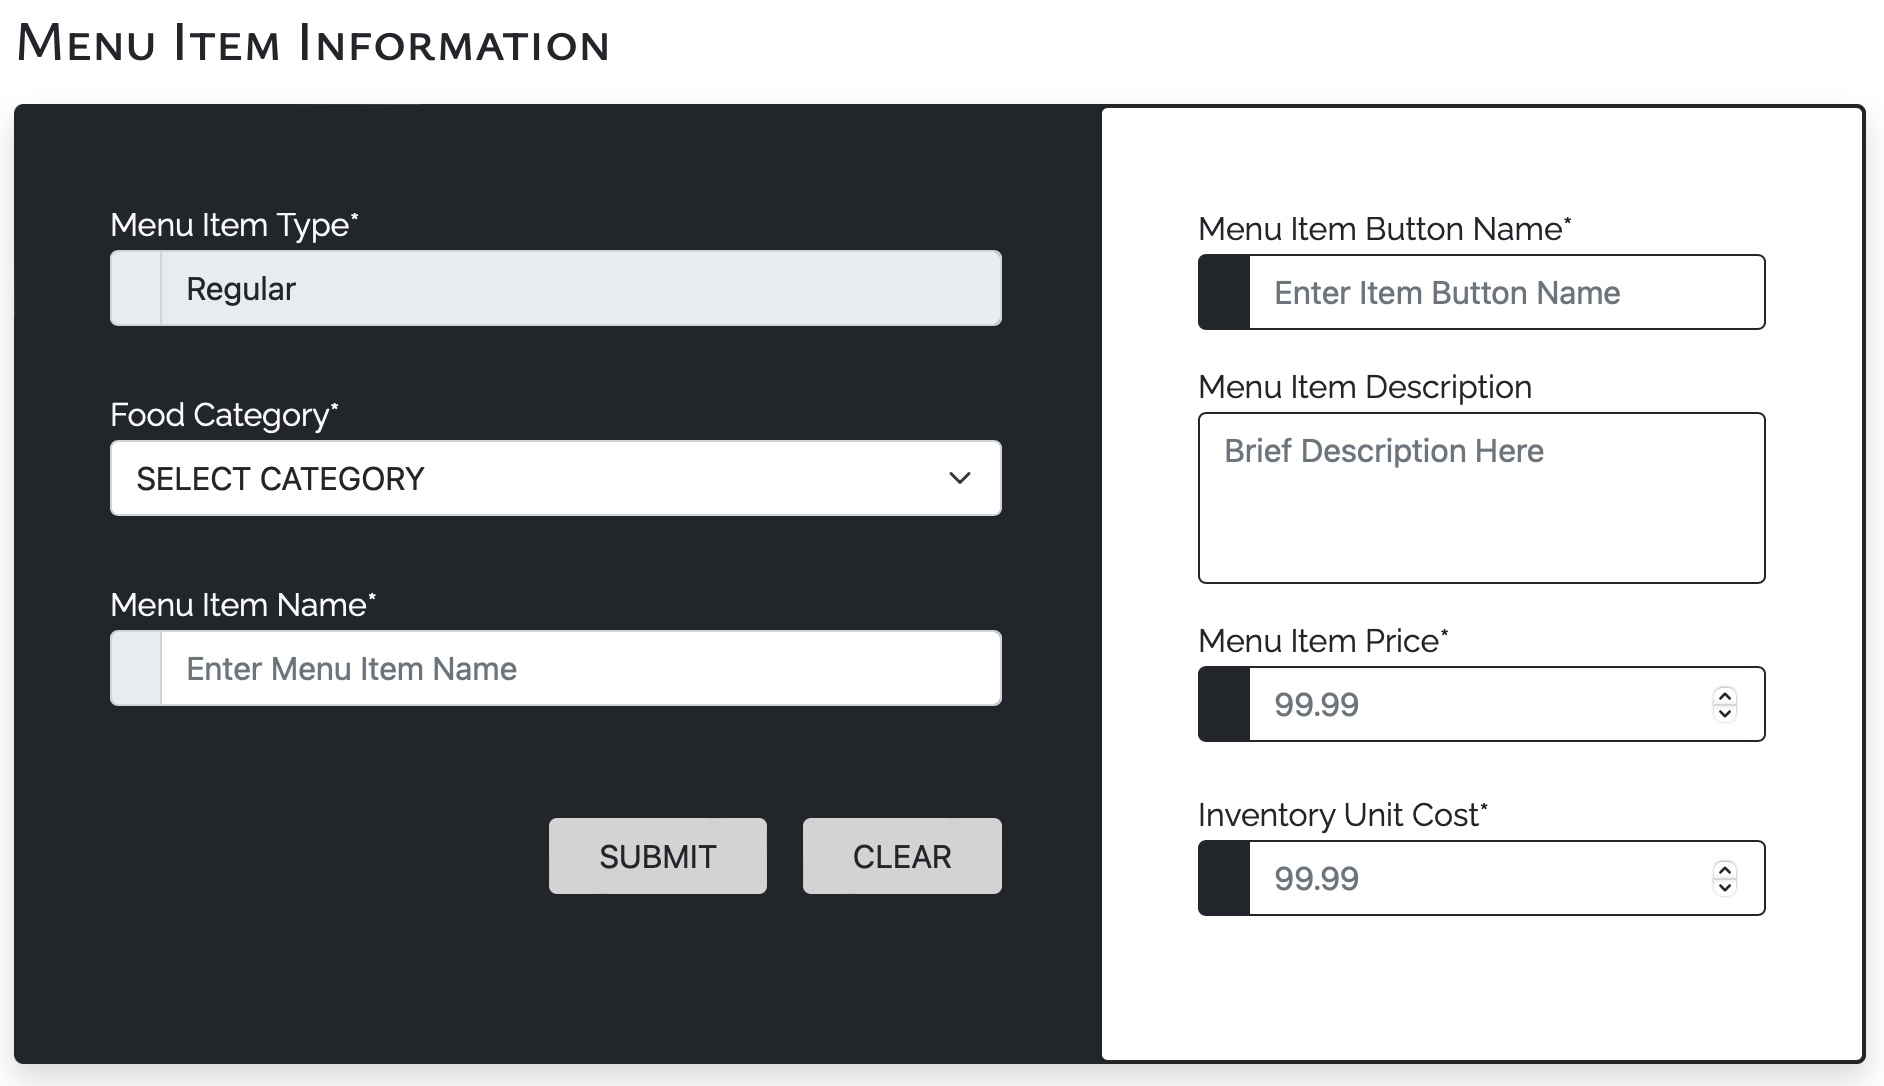 Menu Item Information
Menu Item Type*
Regular
Food Category*
SELECT CATEGORY
Menu Item Name*
Enter Menu Item Name
SUBMIT CLEAR
Menu Item Button Name*
Enter Item Button Name
Menu Item Description
Brief Description Here
Menu Item Price*
99.99
Inventory Unit Cost*
99.99